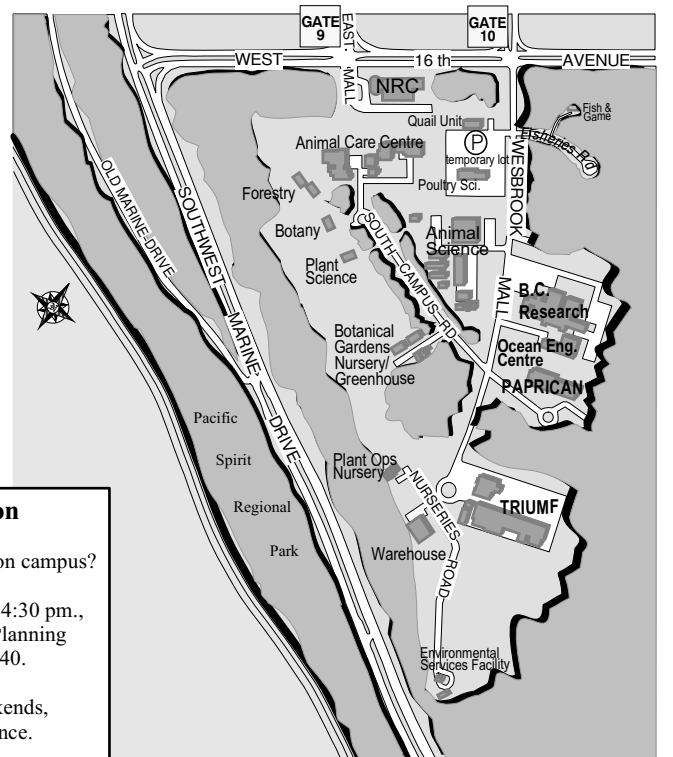 GATE
9
GATE
10
EAST MALL
WEST 16 th AVENUE
NRC
Quail Unit
P
temporary lot
Poultry Sci.
Fish &
Game
Fisheries Rd
WESBROOK
MALL
Animal Care Centre
Forestry
Botany
Plant
Science
SOUTH CAMPUS RD
Animal
Science
OLD MARINE DRIVE
SOUTHWEST MARINE DRIVE
B.C.
Research
Ocean Eng.
Centre
PAPRICAN
Botanical
Gardens
Nursery/
Greenhouse
Pacific
Spirit
Regional
Park
Plant Ops
Nursery
NURSERIES ROAD
TRIUMF
Warehouse
Environmental
Services Facility
on
on campus?
4:30 pm.,
Planning
40.
kends,
nce.